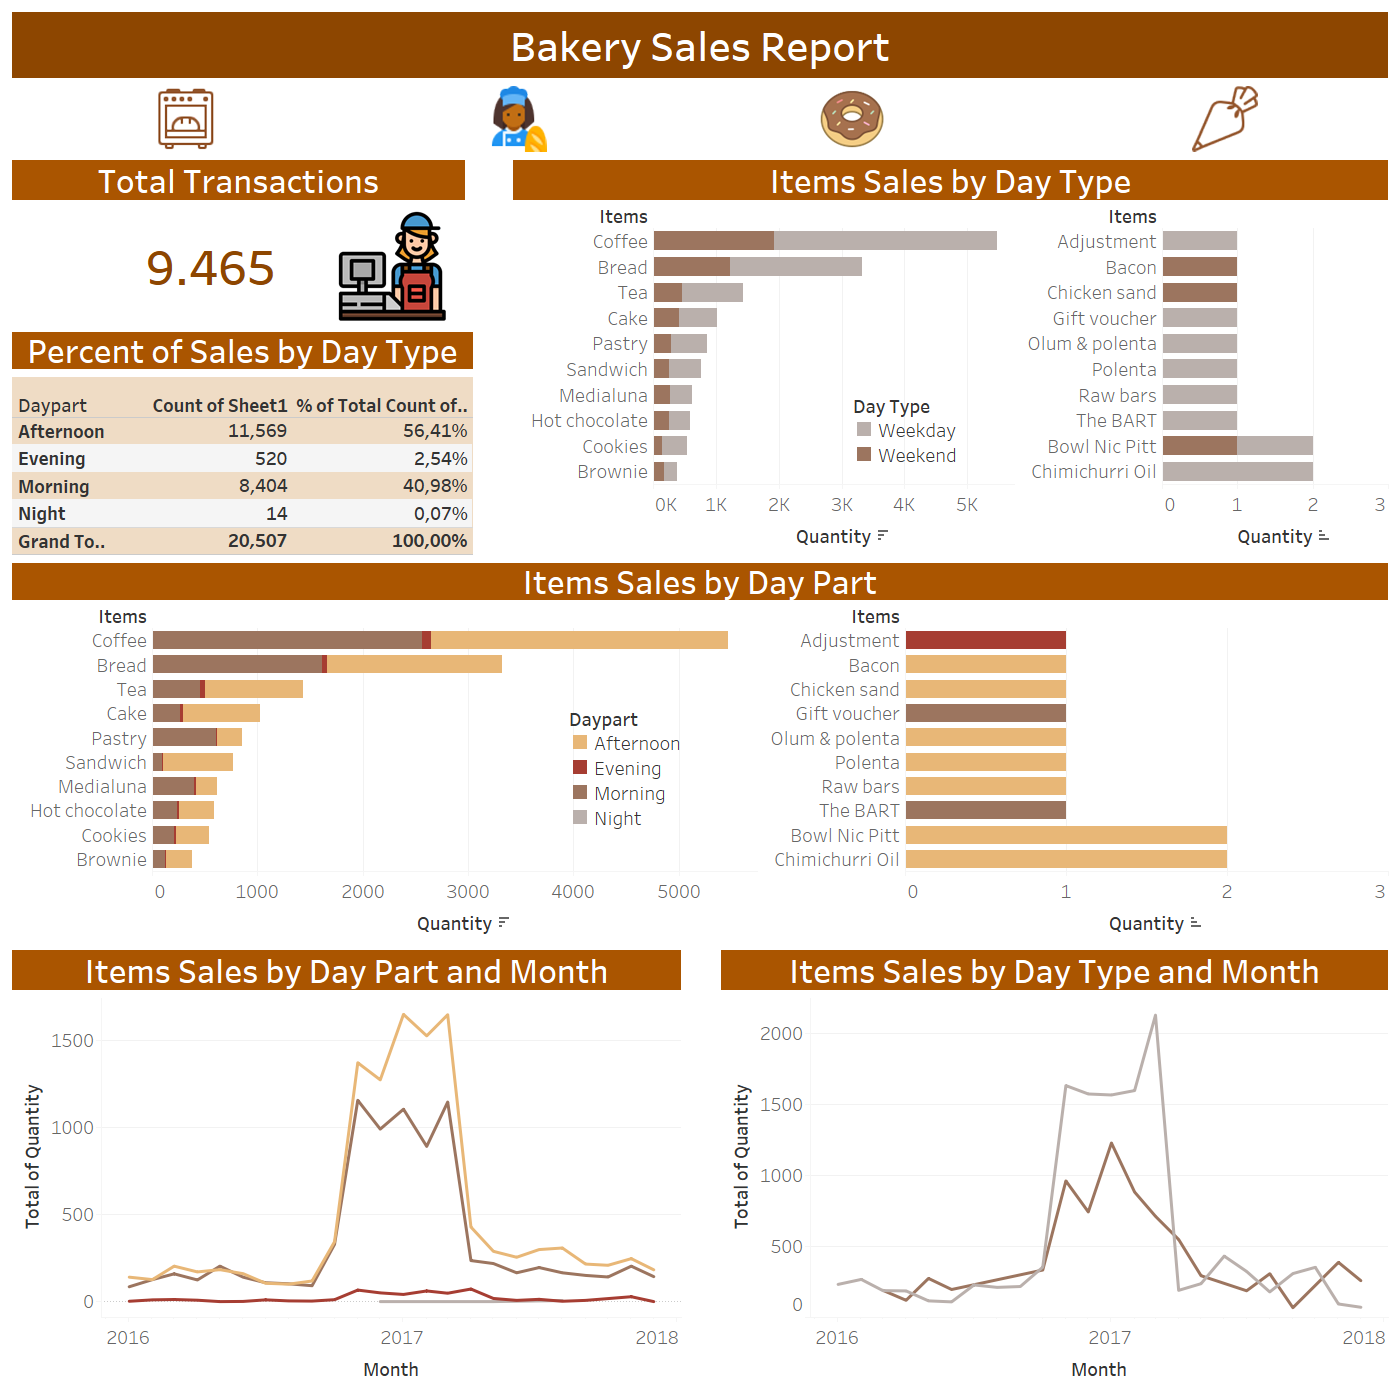 Bakery Sales Report
Total Transactions
9.465
Percent of Sales by Day Type
Daypart Count of Sheet1 % of Total Count of..
Afternoon 11,569 56,41%
Evening 520 2,54%
Morning 8,404 40,98%
Night 14 0,07%
Grand To.. 20,507 100,00%
Items Sales by Day Type
Items
Coffee
Bread
Tea
Cake
Pastry
Sandwich
Medialuna
Hot chocolate
Cookies
Brownie
0K 1K 2K 3K 4K 5K
Quantity
Day Type
Weekday
Weekend
Items
Adjustment
Bacon
Chicken sand
Gift voucher
Olum & polenta
Polenta
Raw bars
The BART
Bowl Nic Pitt
Chimichurri Oil
0 1 2 3
Quantity
Items Sales by Day Part
Items
Coffee
Bread
Tea
Cake
Pastry
Sandwich
Medialuna
Hot chocolate
Cookies
Brownie
0 1000 2000 3000 4000 5000
Quantity
Daypart
Afternoon
Evening
Morning
Night
Items
Adjustment
Bacon
Chicken sand
Gift voucher
Olum & polenta
Polenta
Raw bars
The BART
Bowl Nic Pitt
Chimichurri Oil
0 1 2 3
Quantity
Items Sales by Day Part and Month
Total of Quantity
1500
1000
500
0
2016 2017 2018
Month
Items Sales by Day Type and Month
Total of Quantity
2000
1500
1000
500
0
2016 2017 2018
Month